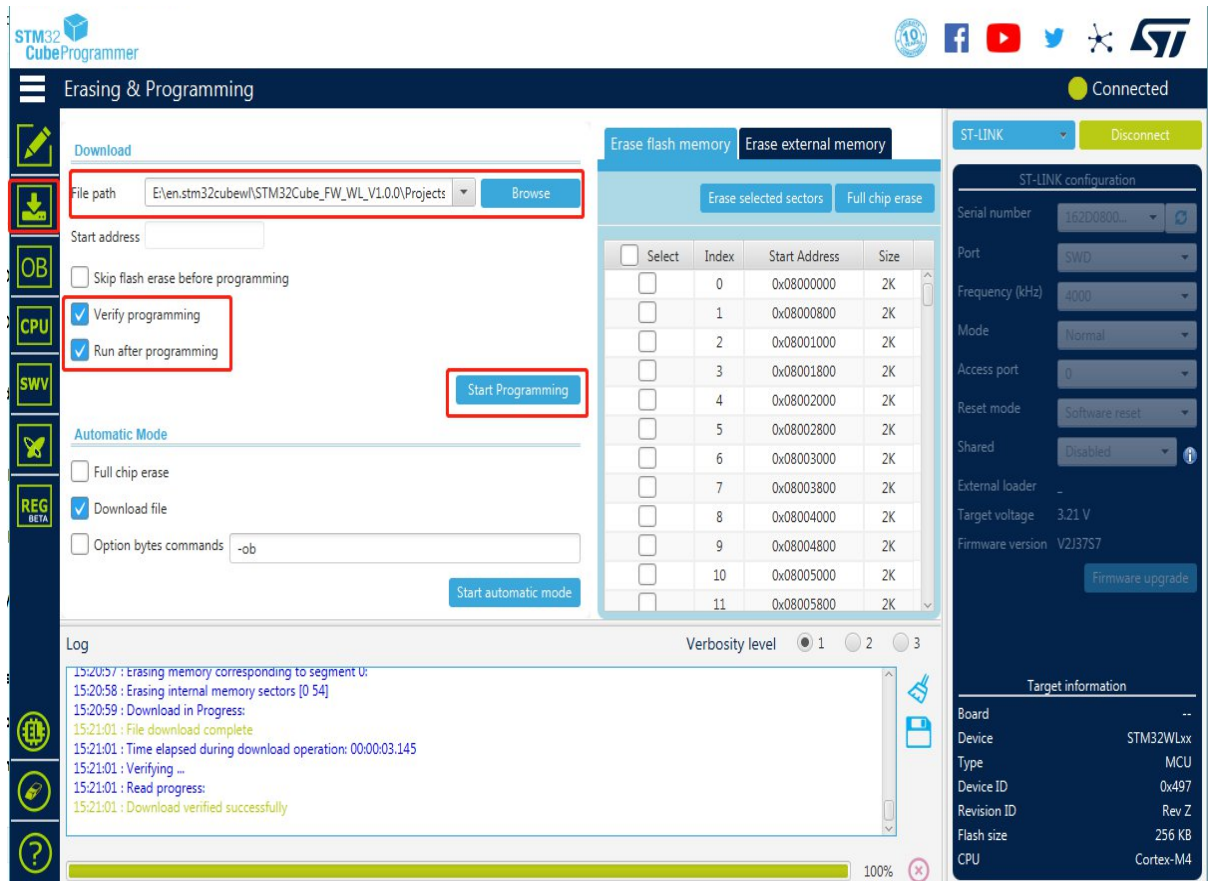 STM32
CubeProgrammer
10
YEARS
ST
Erasing & Programming
Connected
OB
CPU
SWV
REG
BETA
Download
File path E:\en.stm32cubewl\STM32Cube_FW_WL_V1.0.0\Projects Browse
Start address
Skip flash erase before programming
Verify programming
Run after programming
Start Programming
Automatic Mode
Full chip erase
Download file
Option bytes commands -ob
Start automatic mode
Erase flash memory Erase external memory
Erase selected sectors Full chip erase
Select Index Start Address Size
0 0x08000000 2K
1 0x08000800 2K
2 0x08001000 2K
3 0x08001800 2K
4 0x08002000 2K
5 0x08002800 2K
6 0x08003000 2K
7 0x08003800 2K
8 0x08004000 2K
9 0x08004800 2K
10 0x08005000 2K
11 0x08005800 2K
Log Verbosity level 1 2 3
15:20:57 : Erasing memory corresponding to segment 0:
15:20:58 : Erasing internal memory sectors [0 54]
15:20:59 : Download in Progress:
15:21:01 : File download complete
15:21:01 : Time elapsed during download operation: 00:00:03.145
15:21:01 : Verifying ...
15:21:01 : Read progress:
15:21:01 : Download verified successfully
100%
ST-LINK Disconnect
ST-LINK configuration
Serial number 162D0800...
Port SWD
Frequency (kHz) 4000
Mode Normal
Access port 0
Reset mode Software reset
Shared Disabled
External loader _
Target voltage 3.21 V
Firmware version V2J37S7
Firmware upgrade
Target information
Board --
Device STM32WLxx
Type MCU
Device ID 0x497
Revision ID Rev Z
Flash size 256 KB
CPU Cortex-M4